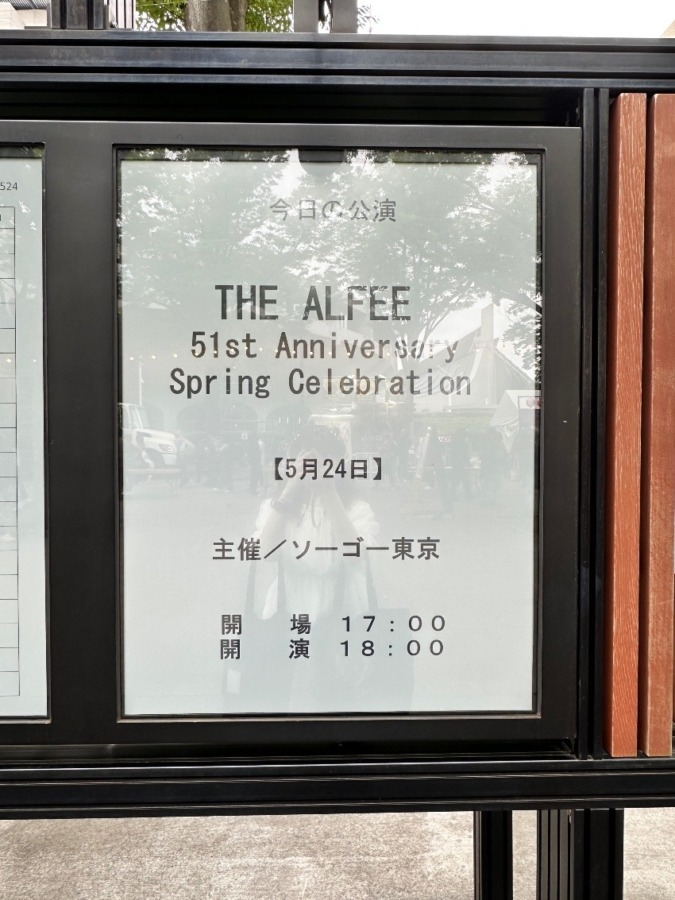 524
今日の公演
THE ALFEE
51st Anniversary
Spring Celebration
【5月24日】
主催／ソーゴー東京
開　場　17:00
開　演　18:00